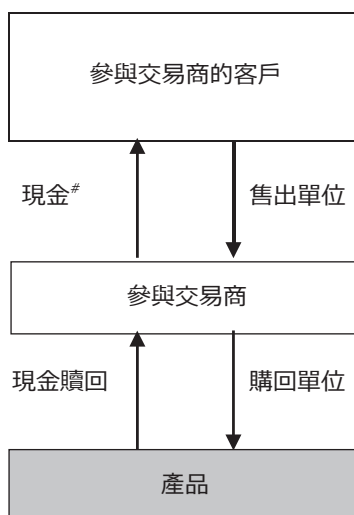 參與交易商的客戶
現金#
售出單位
參與交易商
現金贖回
購回單位
產品